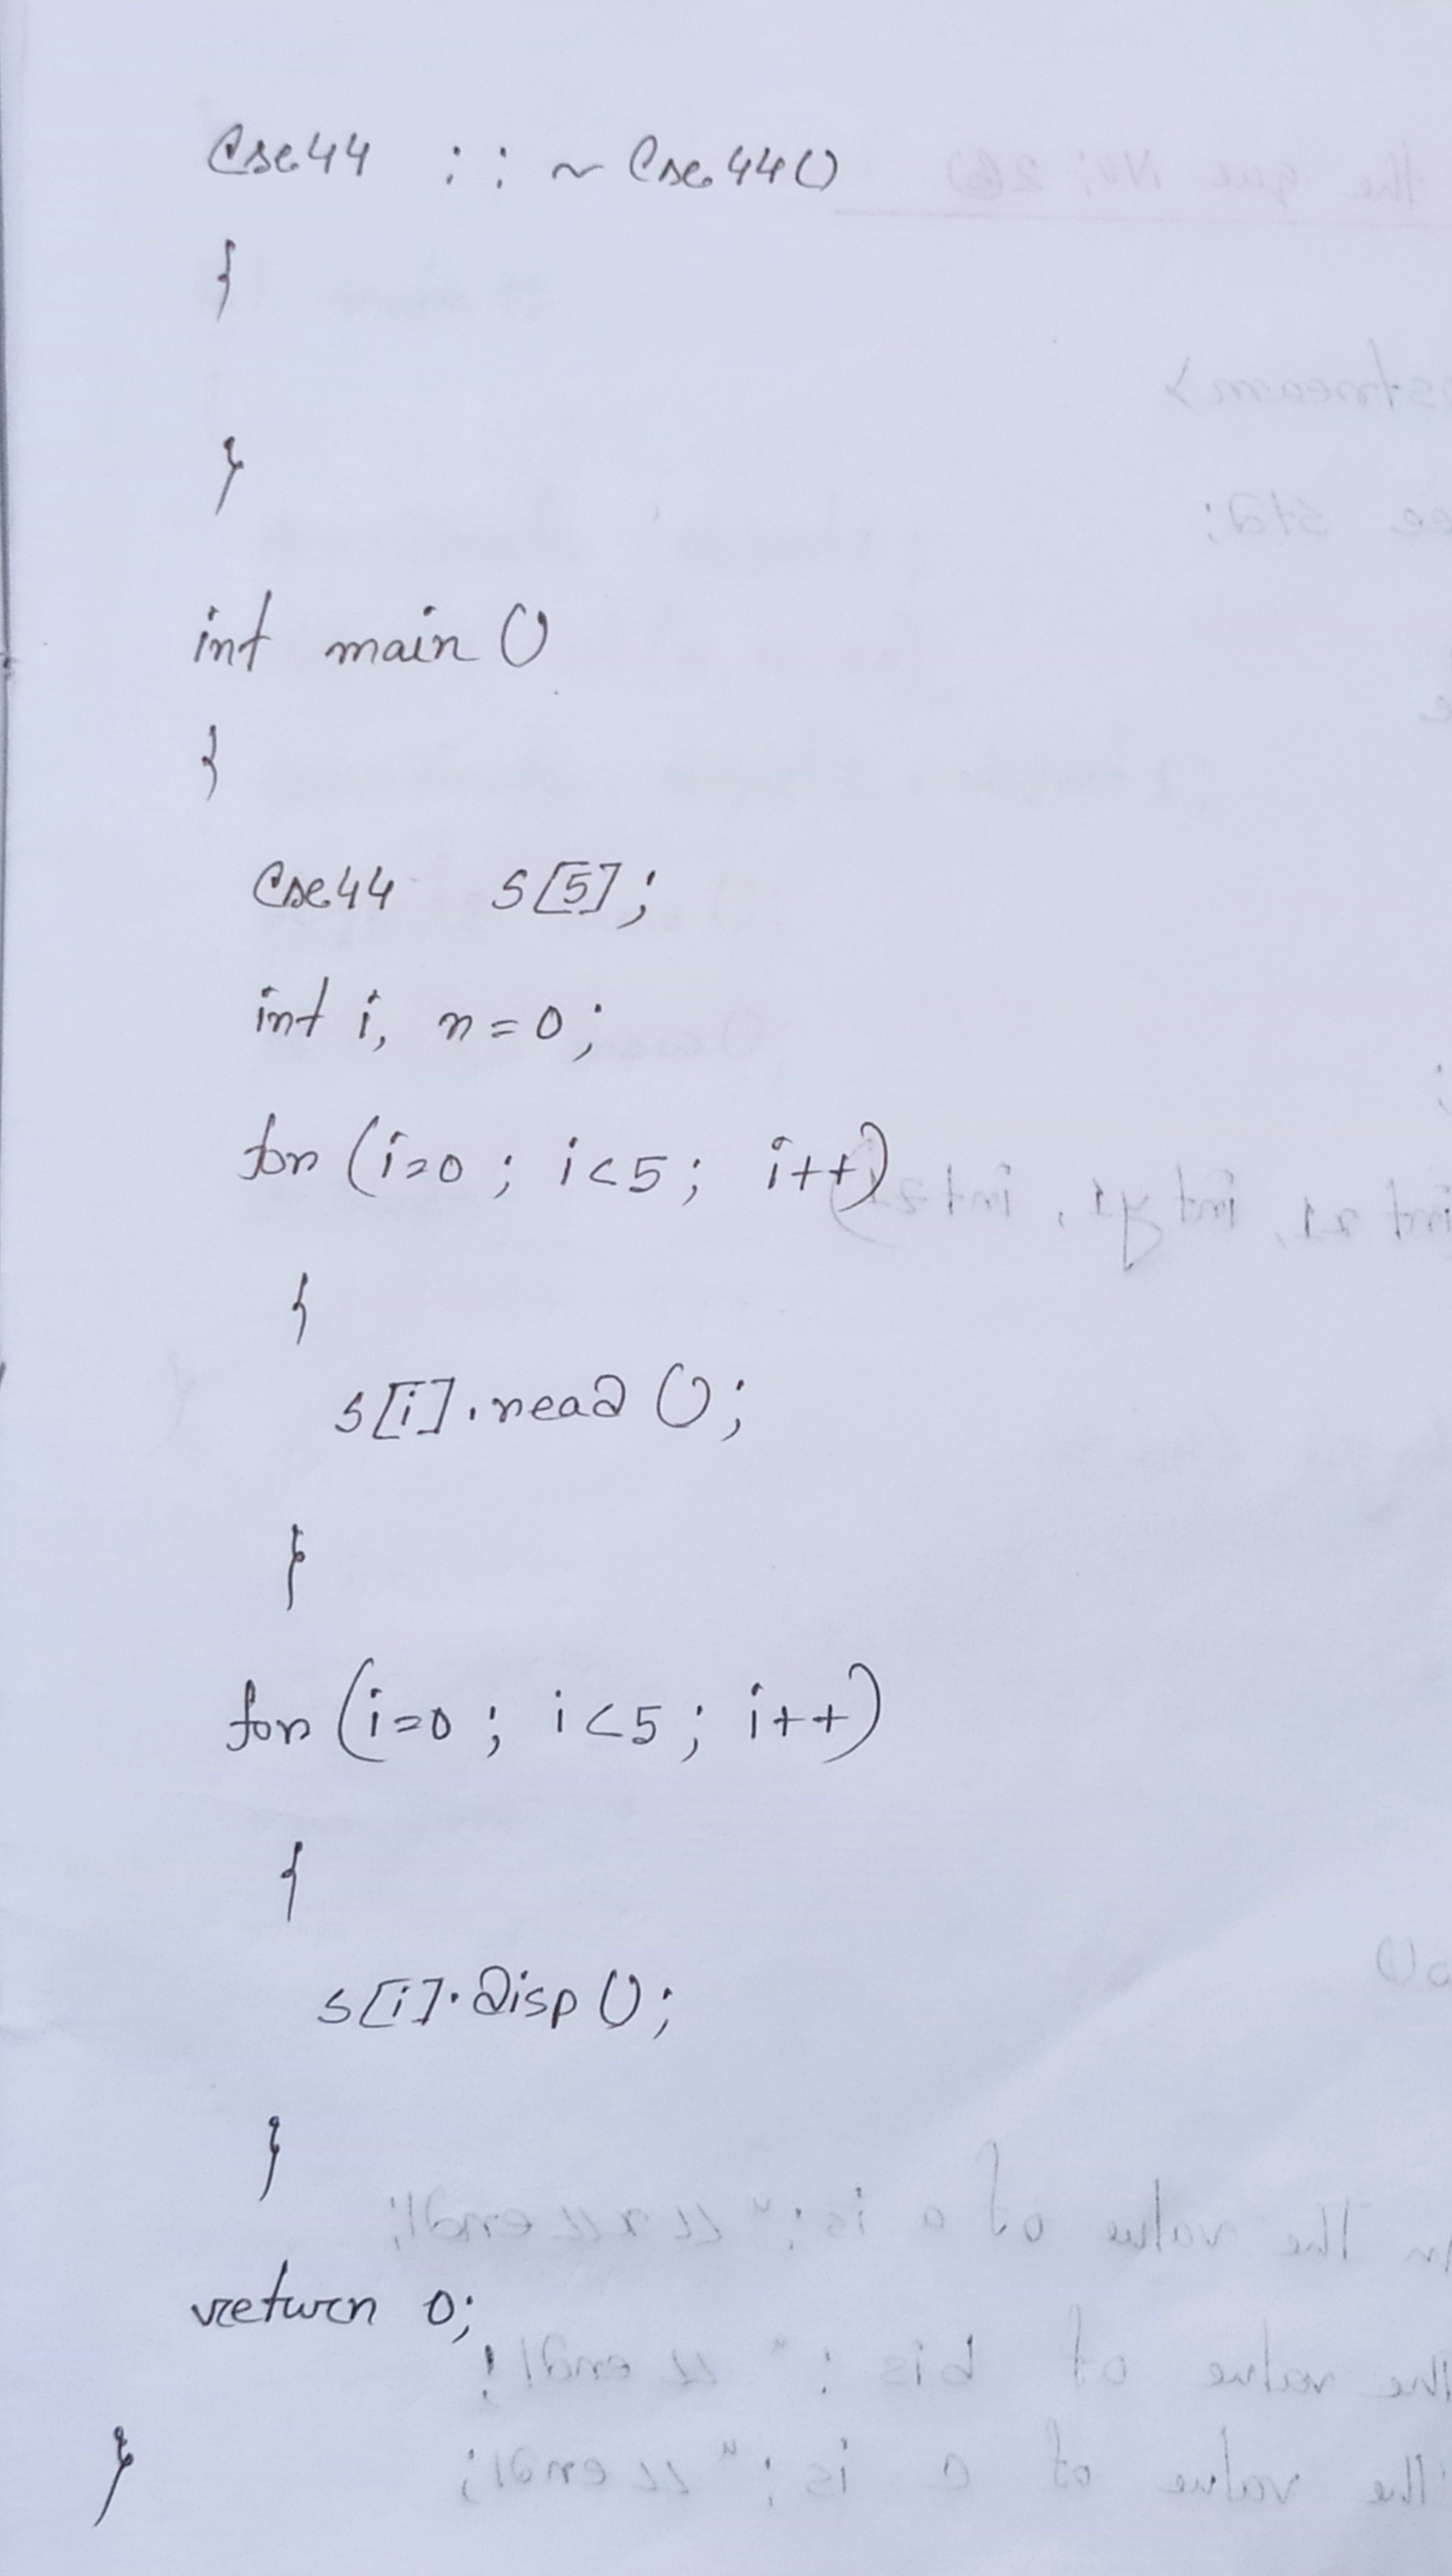 Cse44 :: ~ Cse44()
{
}
int main ()
{
Cse44 s[5];
int i, n=0;
for (i=0 ; i<5; i++)
{
s[i].read ();
}
for (i=0 ; i<5 ; i++)
{
s[i].disp ();
}
return 0;
}